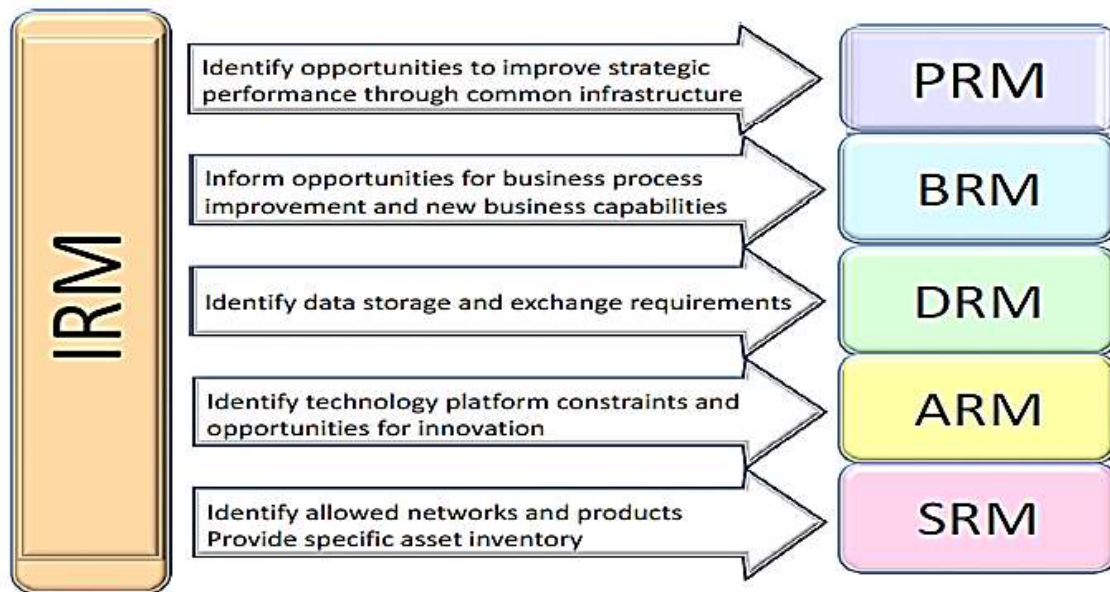 IRM
Identify opportunities to improve strategic
performance through common infrastructure
PRM
Inform opportunities for business process
improvement and new business capabilities
BRM
Identify data storage and exchange requirements
DRM
Identify technology platform constraints and
opportunities for innovation
ARM
Identify allowed networks and products
Provide specific asset inventory
SRM